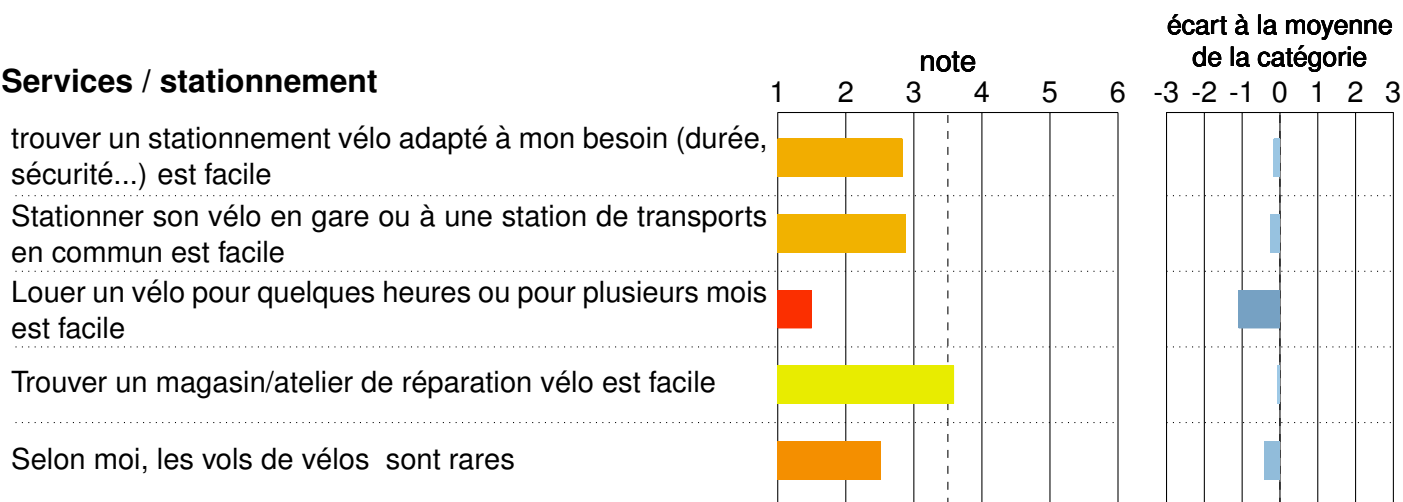 écart à la moyenne
note de la catégorie
Services / stationnement
1 2 3 4 5 6 -3 -2 -1 0 1 2 3
trouver un stationnement vélo adapté à mon besoin (durée,
sécurité...) est facile
Stationner son vélo en gare ou à une station de transports
en commun est facile
Louer un vélo pour quelques heures ou pour plusieurs mois
est facile
Trouver un magasin/atelier de réparation vélo est facile
Selon moi, les vols de vélos sont rares